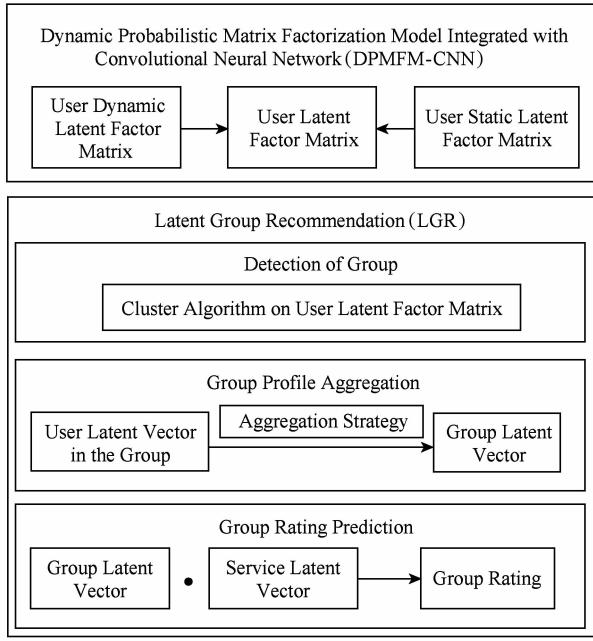 Dynamic Probabilistic Matrix Factorization Model Integrated with
Convolutional Neural Network (DPMFM-CNN)
User Dynamic
Latent Factor
Matrix
User Latent
Factor Matrix
User Static Latent
Factor Matrix
Latent Group Recommendation (LGR)
Detection of Group
Cluster Algorithm on User Latent Factor Matrix
Group Profile Aggregation
User Latent Vector
in the Group
Aggregation Strategy
Group Latent
Vector
Group Rating Prediction
Group Latent
Vector
•
Service Latent
Vector
Group Rating